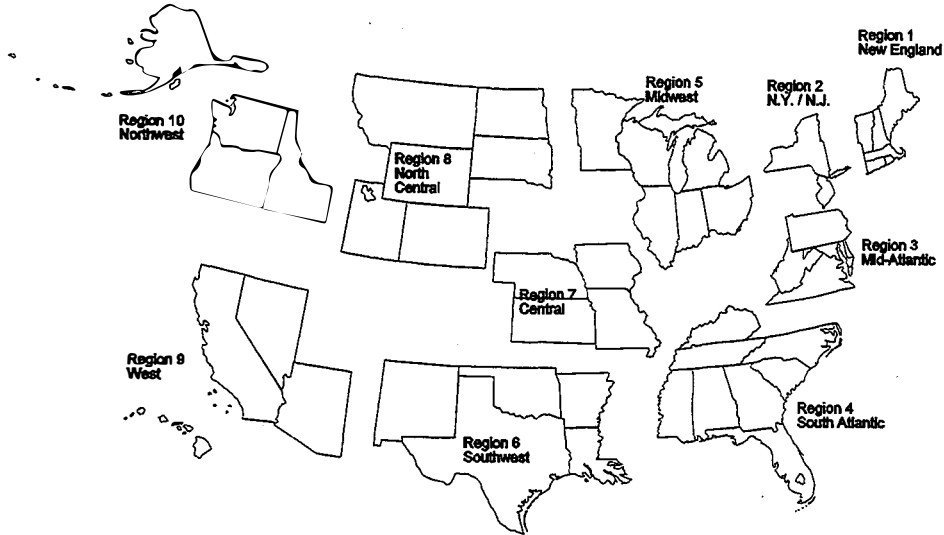 Region 1
New England
Region 5
Midwest
Region 2
N.Y. / N.J.
Region 10
Northwest
Region 8
North
Central
Region 3
Mid-Atlantic
Region 7
Central
Region 9
West
Region 4
South Atlantic
Region 6
Southwest